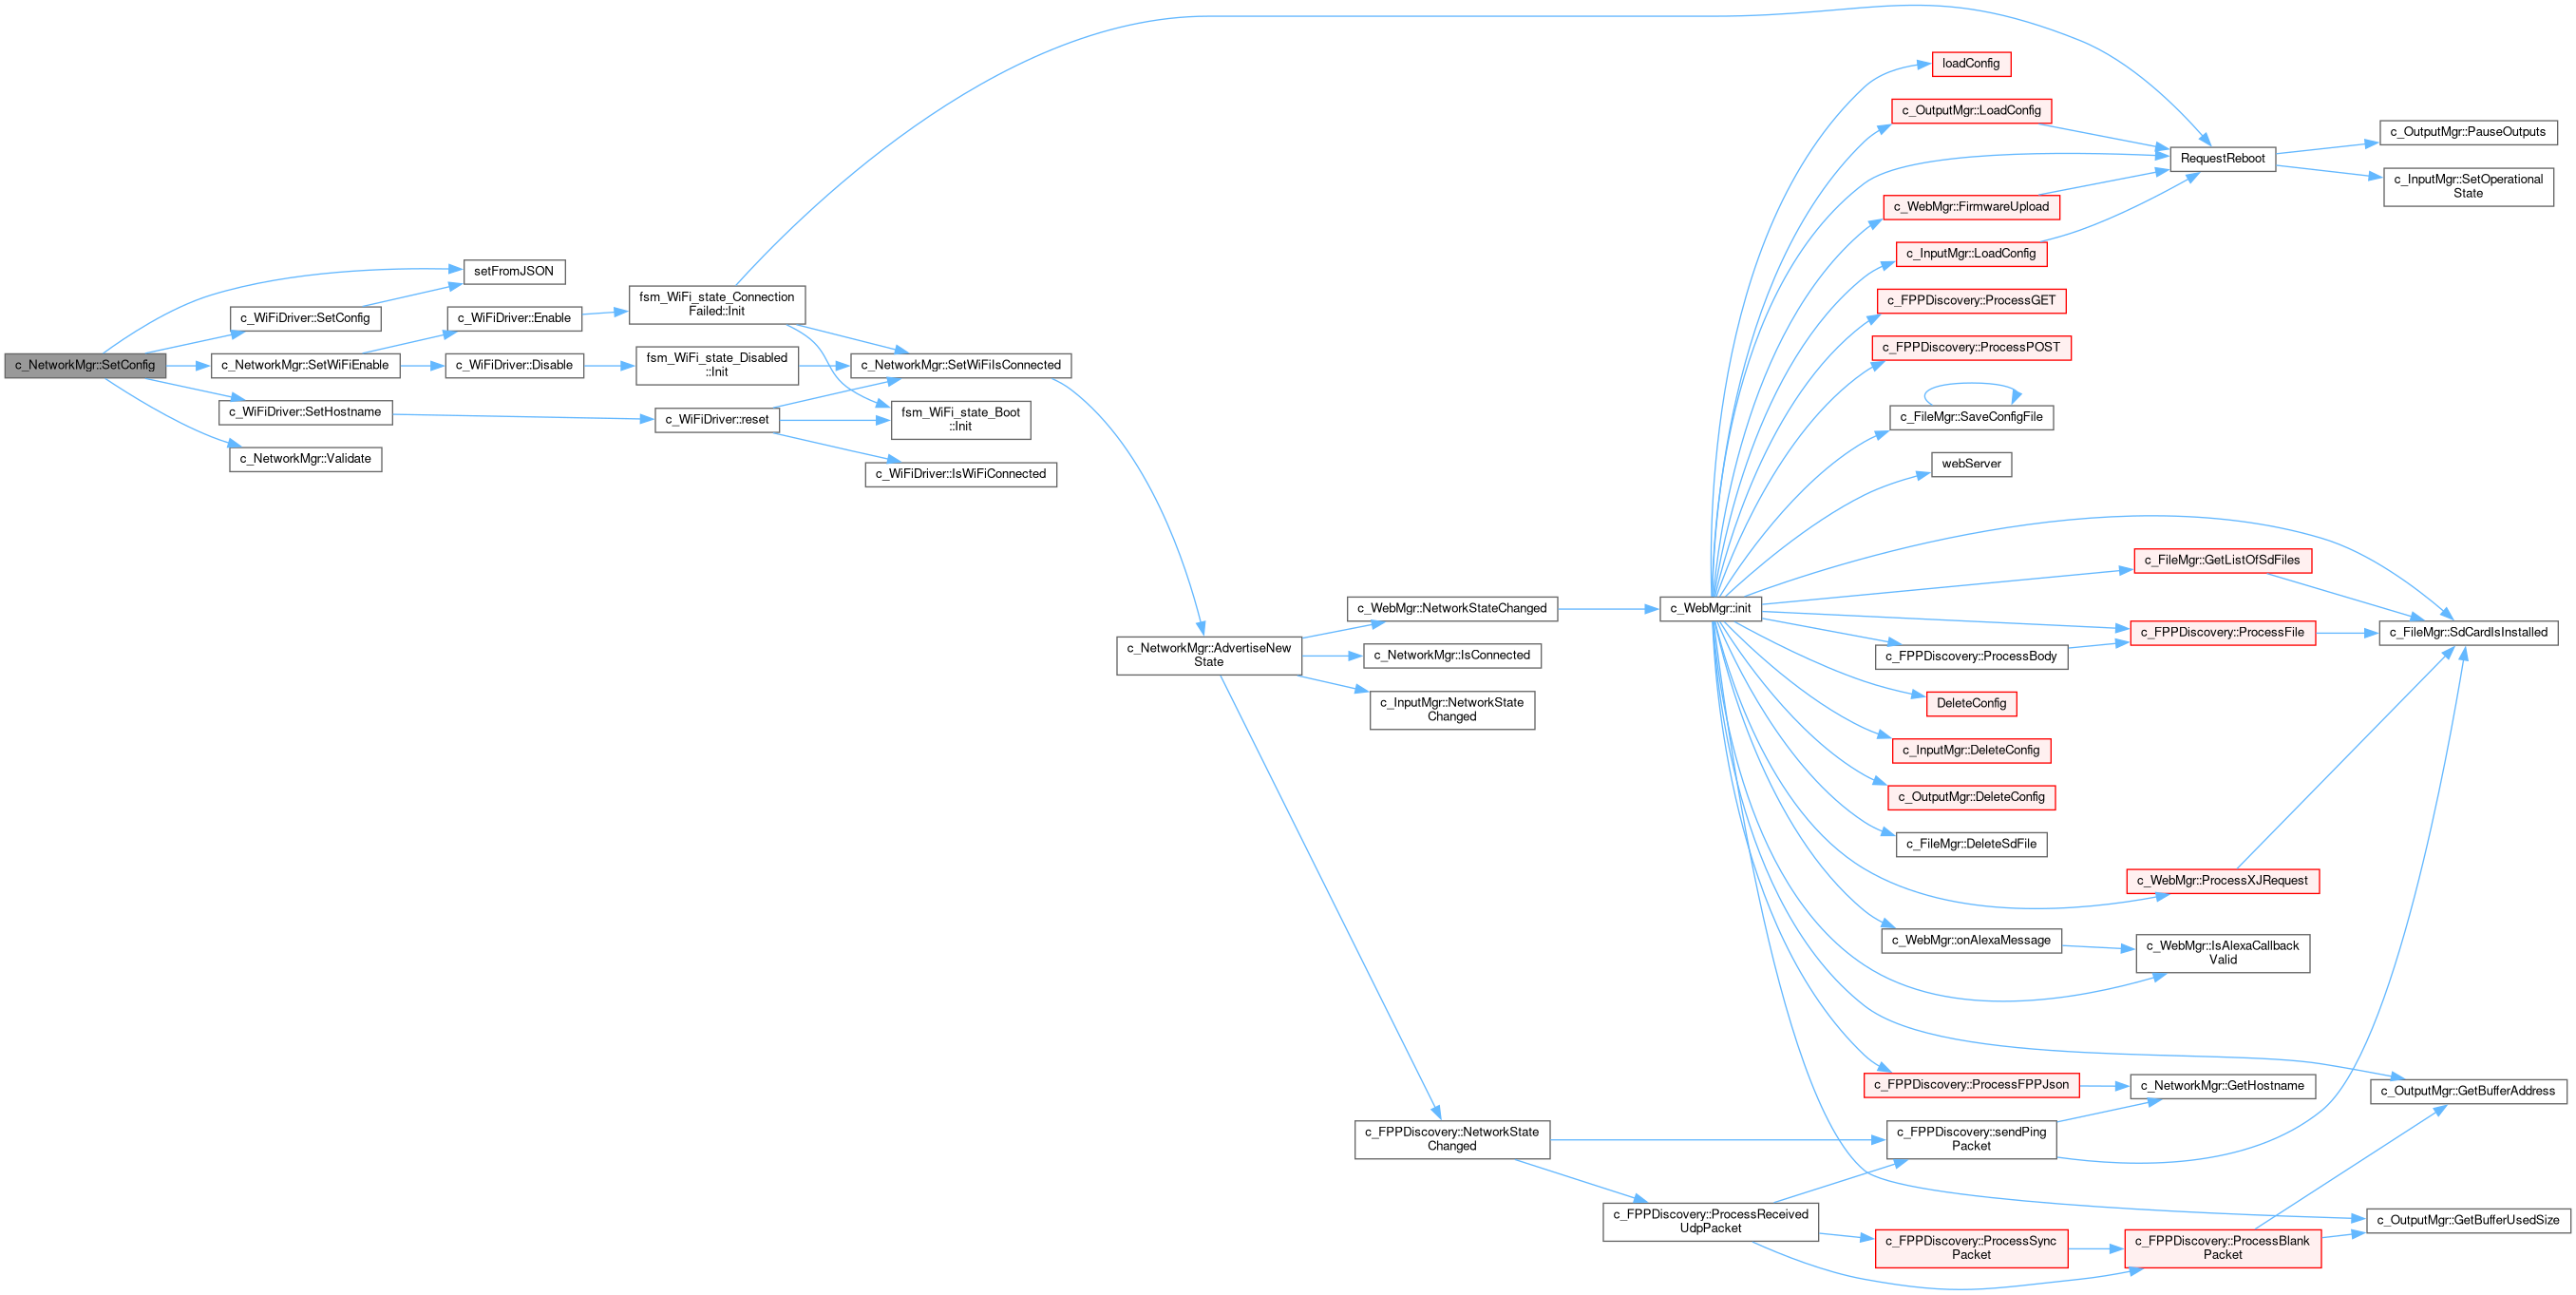 loadConfig
c_OutputMgr::LoadConfig
c_OutputMgr::PauseOutputs
RequestReboot
c_InputMgr::SetOperational
State
c_WebMgr::FirmwareUpload
c_InputMgr::LoadConfig
setFromJSON
c_FPPDiscovery::ProcessGET
fsm_WiFi_state_Connection
Failed::Init
c_WiFiDriver::SetConfig
c_WiFiDriver::Enable
c_FPPDiscovery::ProcessPOST
c_NetworkMgr::SetConfig
c_NetworkMgr::SetWiFiEnable
c_WiFiDriver::Disable
fsm_WiFi_state_Disabled
::Init
c_NetworkMgr::SetWiFiIsConnected
c_WiFiDriver::SetHostname
c_WiFiDriver::reset
fsm_WiFi_state_Boot
::Init
c_FileMgr::SaveConfigFile
c_NetworkMgr::Validate
c_WiFiDriver::IsWiFiConnected
webServer
c_FileMgr::GetListOfSdFiles
c_WebMgr::NetworkStateChanged
c_WebMgr::init
c_FPPDiscovery::ProcessFile
c_FileMgr::SdCardIsInstalled
c_NetworkMgr::AdvertiseNew
State
c_NetworkMgr::IsConnected
c_FPPDiscovery::ProcessBody
c_InputMgr::NetworkState
Changed
DeleteConfig
c_InputMgr::DeleteConfig
c_OutputMgr::DeleteConfig
c_FileMgr::DeleteSdFile
c_WebMgr::ProcessXJRequest
c_WebMgr::onAlexaMessage
c_WebMgr::IsAlexaCallback
Valid
c_FPPDiscovery::ProcessFPPJson
c_NetworkMgr::GetHostname
c_OutputMgr::GetBufferAddress
c_FPPDiscovery::NetworkState
Changed
c_FPPDiscovery::sendPing
Packet
c_FPPDiscovery::ProcessReceived
UdpPacket
c_OutputMgr::GetBufferUsedSize
c_FPPDiscovery::ProcessSync
Packet
c_FPPDiscovery::ProcessBlank
Packet